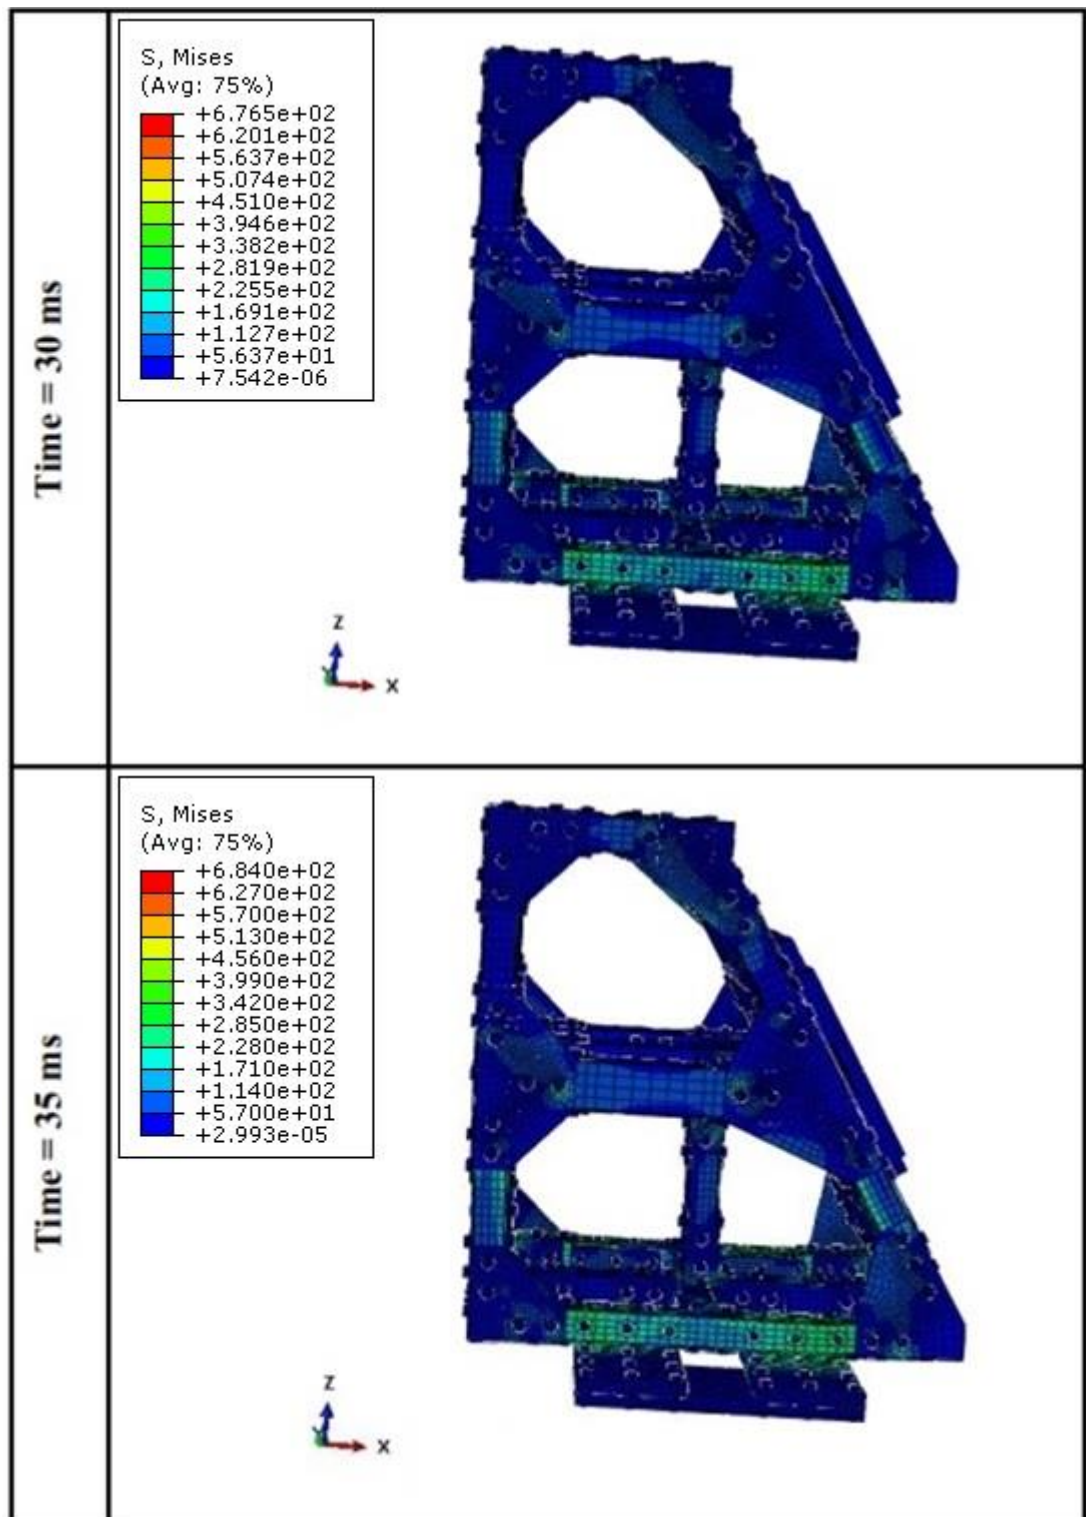 Time = 30 ms
S, Mises
(Avg: 75%)
+6.765e+02
+6.201e+02
+5.637e+02
+5.074e+02
+4.510e+02
+3.946e+02
+3.382e+02
+2.819e+02
+2.255e+02
+1.691e+02
+1.127e+02
+5.637e+01
+7.542e-06
Z
Y
X
Time = 35 ms
S, Mises
(Avg: 75%)
+6.840e+02
+6.270e+02
+5.700e+02
+5.130e+02
+4.560e+02
+3.990e+02
+3.420e+02
+2.850e+02
+2.280e+02
+1.710e+02
+1.140e+02
+5.700e+01
+2.993e-05
Z
Y
X